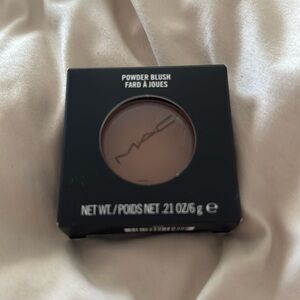 POWDER BLUSH
FARD À JOUES
MAC
NET WT./POIDS NET .21 OZ/6 g ℮